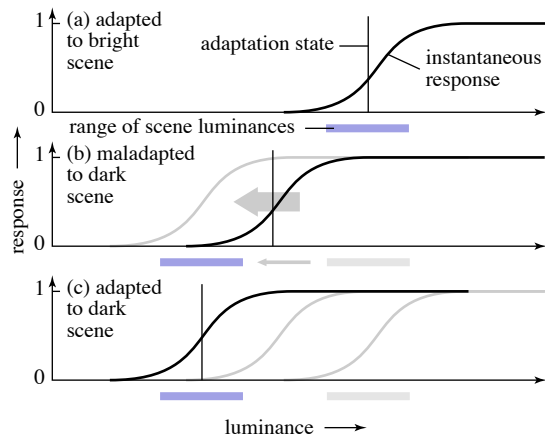 1
(a) adapted
to bright
scene
adaptation state
instantaneous
response
0
range of scene luminances
response
1
(b) maladapted
to dark
scene
0
1
(c) adapted
to dark
scene
0
luminance